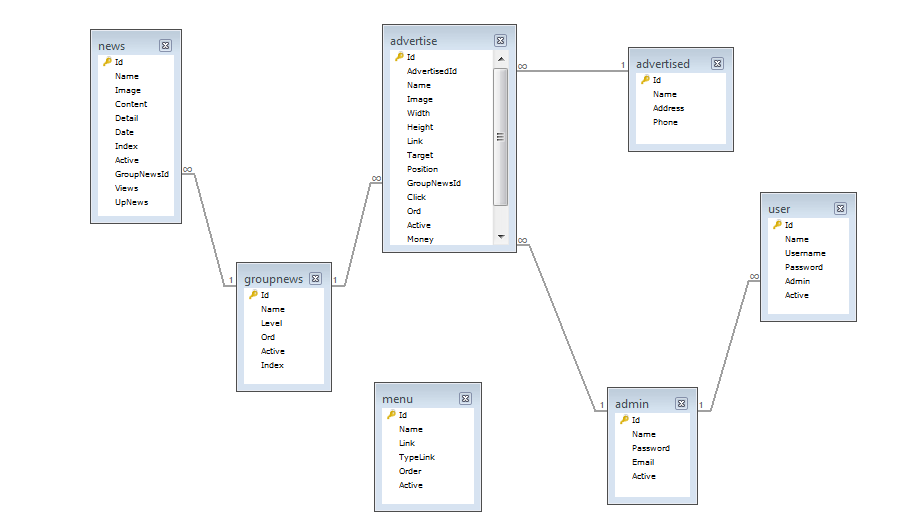 news
Id
Name
Image
Content
Detail
Date
Index
Active
GroupNewsId
Views
UpNews
∞
1
groupnews
Id
Name
Level
Ord
Active
Index
1
∞
advertise
Id
AdvertisedId
Name
Image
Width
Height
Link
Target
Position
GroupNewsId
Click
Ord
Active
Money
∞
1
advertised
Id
Name
Address
Phone
∞
1
admin
Id
Name
Password
Email
Active
1
∞
user
Id
Name
Username
Password
Admin
Active
menu
Id
Name
Link
TypeLink
Order
Active